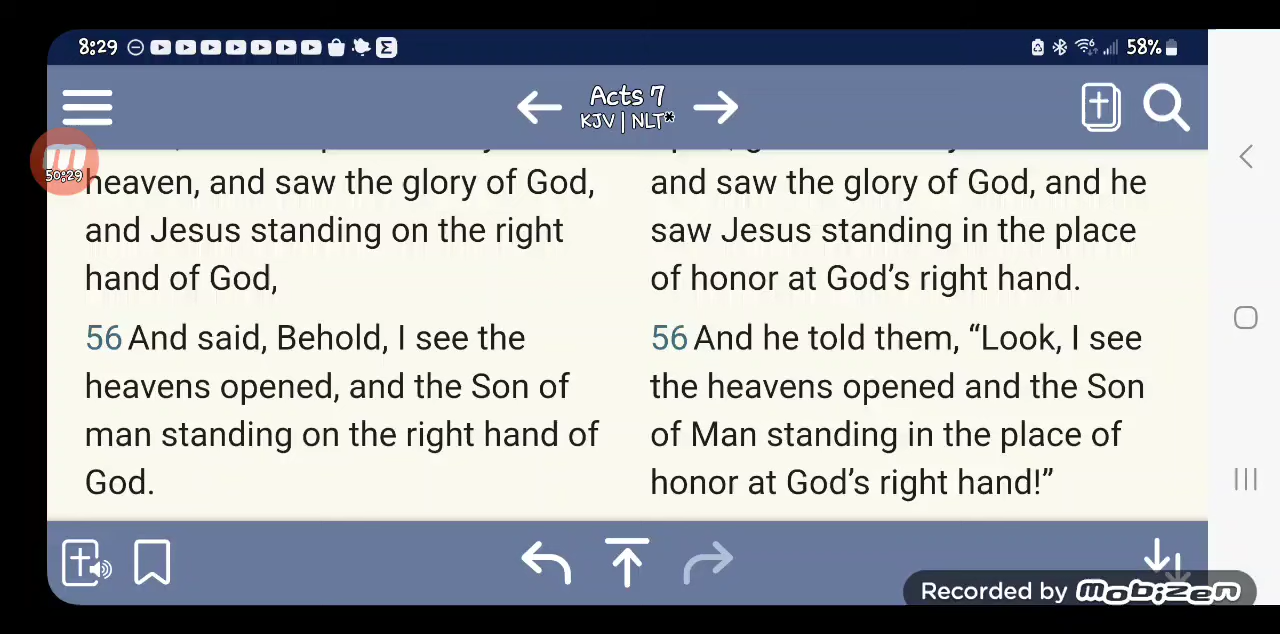 8:29
58%
Acts 7
KJV | NLT*
50:29
heaven, and saw the glory of God,
and Jesus standing on the right
hand of God,
56 And said, Behold, I see the
heavens opened, and the Son of
man standing on the right hand of
God.
and saw the glory of God, and he
saw Jesus standing in the place
of honor at God’s right hand.
56 And he told them, “Look, I see
the heavens opened and the Son
of Man standing in the place of
honor at God’s right hand!”
Recorded by mobizen